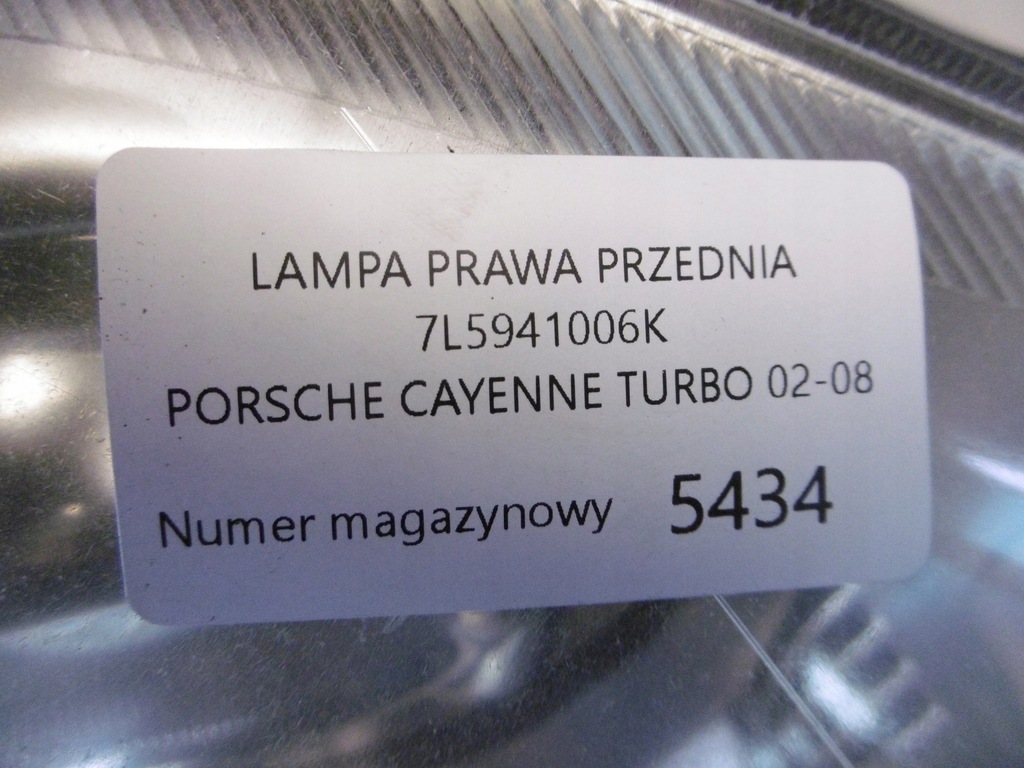 LAMPA PRAWA PRZEDNIA
7L5941006K
PORSCHE CAYENNE TURBO 02-08
Numer magazynowy 5434